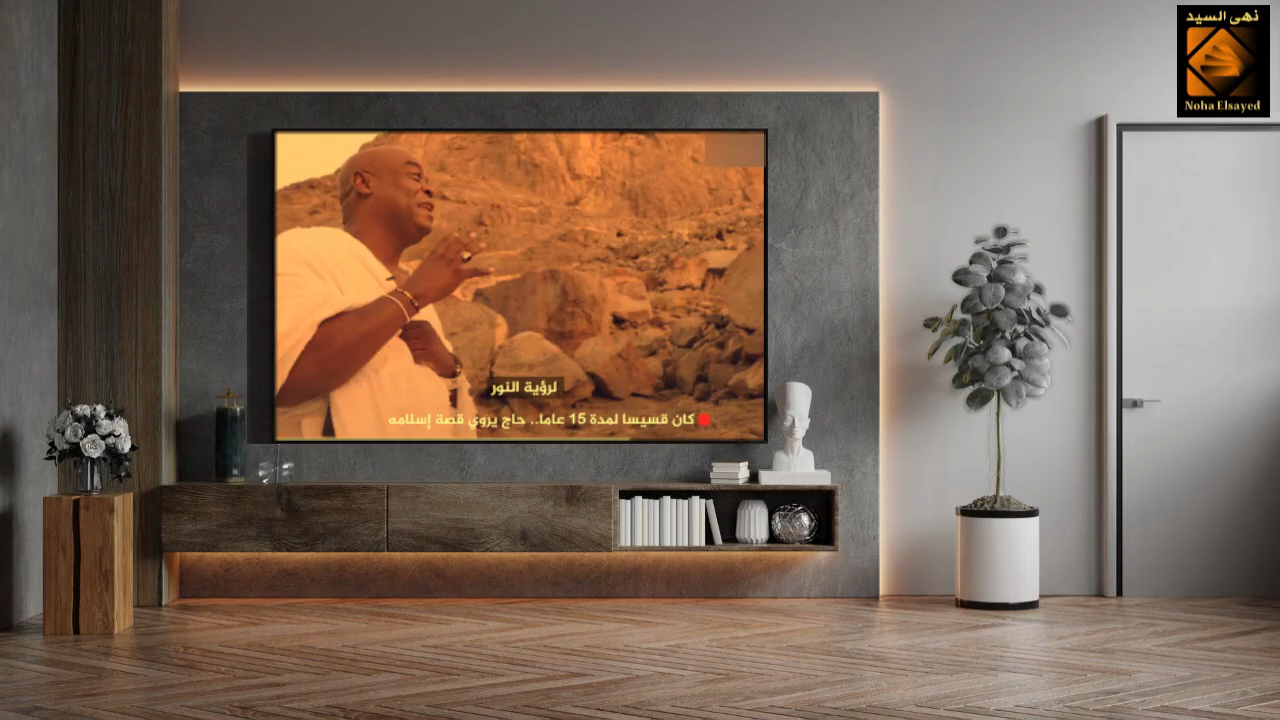 نهى السيد
Noha Elsayed
لرؤية النور
كان قسيسا لمدة 15 عاما.. حاج يروي قصة إسلامه